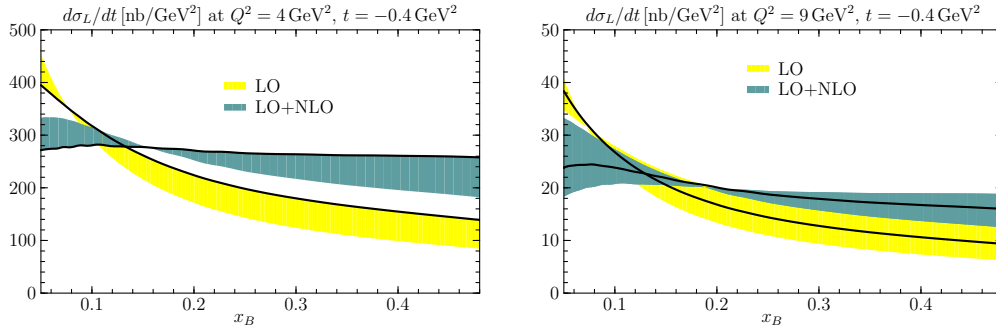 dσ_L/dt [nb/GeV²] at Q² = 4 GeV², t = −0.4 GeV²
500
400
300
200
100
0
0.1
0.2
0.3
0.4
x_B
LO
LO+NLO
dσ_L/dt [nb/GeV²] at Q² = 9 GeV², t = −0.4 GeV²
50
40
30
20
10
0
0.1
0.2
0.3
0.4
x_B
LO
LO+NLO